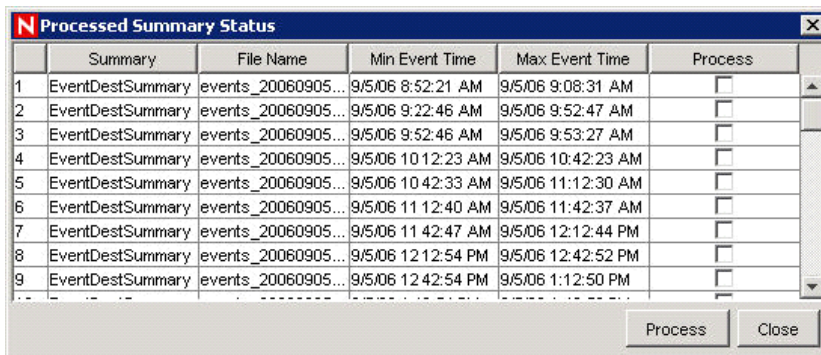 N Processed Summary Status
Summary File Name Min Event Time Max Event Time Process
1 EventDestSummary events_20060905... 9/5/06 8:52:21 AM 9/5/06 9:08:31 AM
2 EventDestSummary events_20060905... 9/5/06 9:22:46 AM 9/5/06 9:52:47 AM
3 EventDestSummary events_20060905... 9/5/06 9:52:46 AM 9/5/06 9:53:27 AM
4 EventDestSummary events_20060905... 9/5/06 10:12:23 AM 9/5/06 10:42:23 AM
5 EventDestSummary events_20060905... 9/5/06 10:42:33 AM 9/5/06 11:12:30 AM
6 EventDestSummary events_20060905... 9/5/06 11:12:40 AM 9/5/06 11:42:37 AM
7 EventDestSummary events_20060905... 9/5/06 11:42:47 AM 9/5/06 12:12:44 PM
8 EventDestSummary events_20060905... 9/5/06 12:12:54 PM 9/5/06 12:42:52 PM
9 EventDestSummary events_20060905... 9/5/06 12:42:54 PM 9/5/06 1:12:50 PM
Process Close